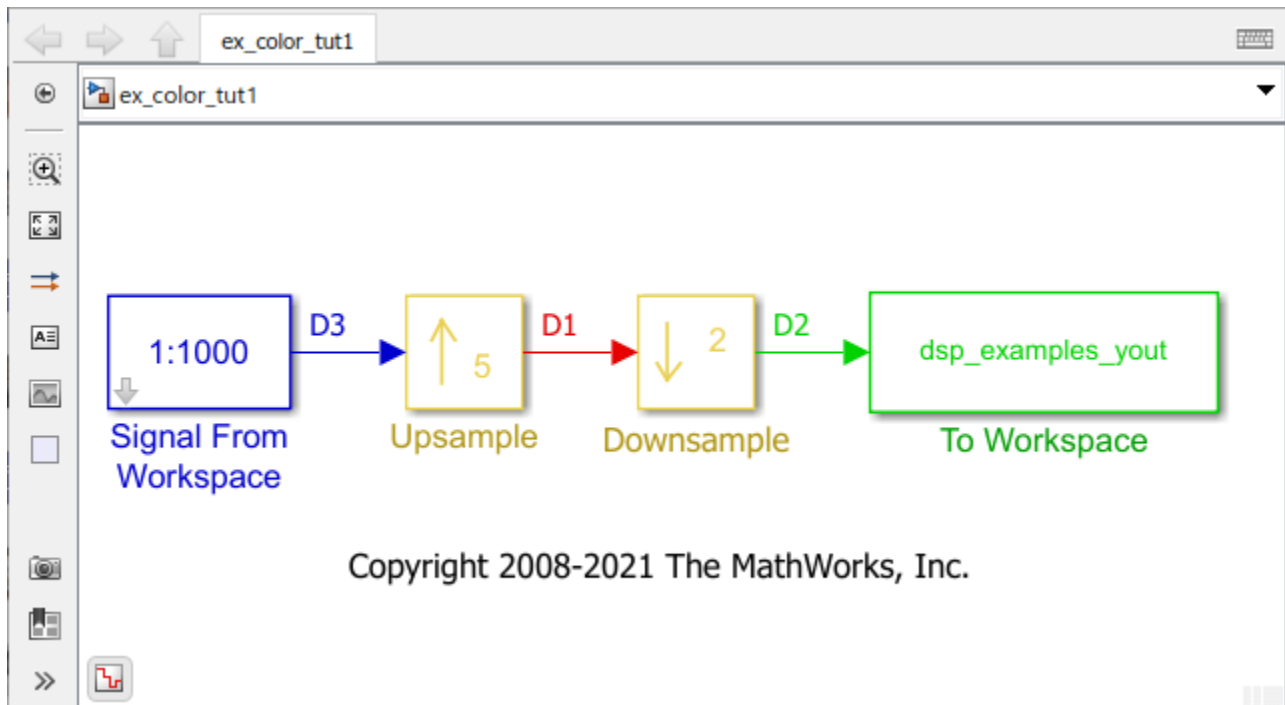 ex_color_tut1
ex_color_tut1
D3
D1
D2
1:1000
5
2
dsp_examples_yout
Signal From
Workspace
Upsample
Downsample
To Workspace
Copyright 2008-2021 The MathWorks, Inc.